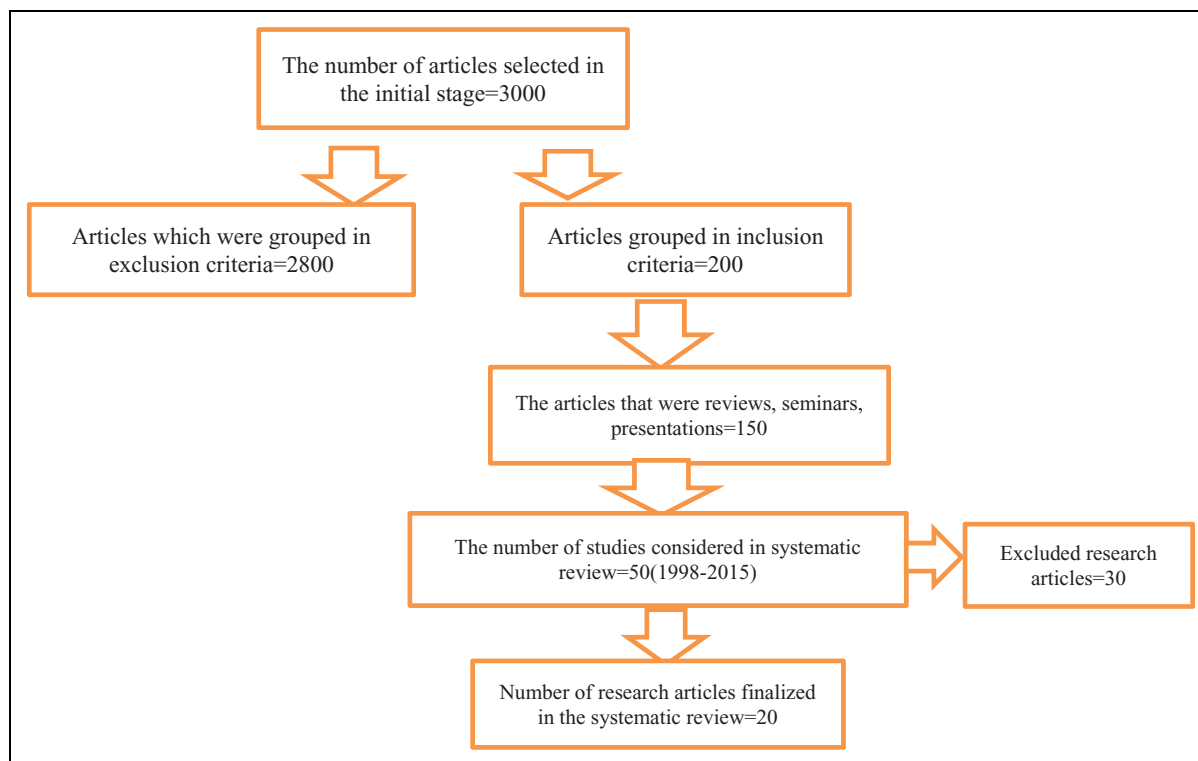 The number of articles selected in
the initial stage=3000
Articles which were grouped in
exclusion criteria=2800
Articles grouped in inclusion
criteria=200
The articles that were reviews, seminars,
presentations=150
The number of studies considered in systematic
review=50(1998-2015)
Excluded research
articles=30
Number of research articles finalized
in the systematic review=20